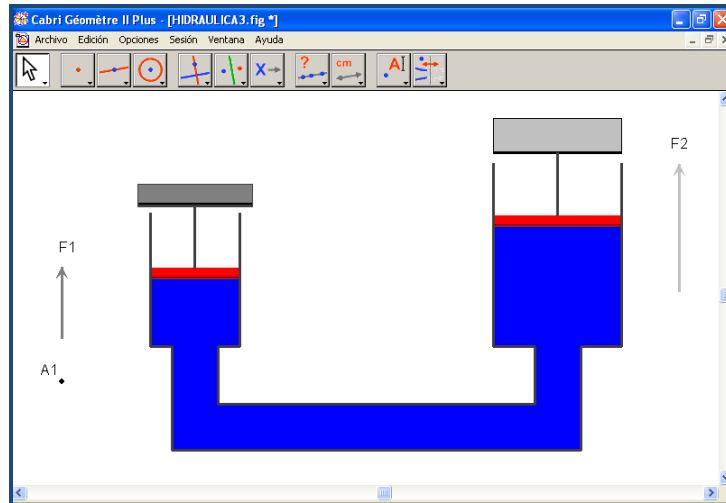 Cabri Géomètre II Plus - [HIDRAULICA3.fig *]
Archivo Edición Opciones Sesión Ventana Ayuda
X ? cm A
F2
F1
A1